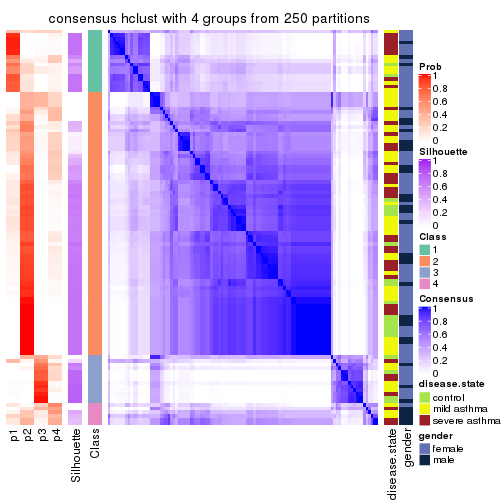 consensus hclust with 4 groups from 250 partitions
Prob
1
0.8
0.6
0.4
0.2
0
Silhouette
1
0.8
0.6
0.4
0.2
0
Class
1
2
3
4
Consensus
1
0.8
0.6
0.4
0.2
0
disease.state
control
mild asthma
severe asthma
gender
female
male
p1
p2
p3
p4
Silhouette
Class
disease.state
gender